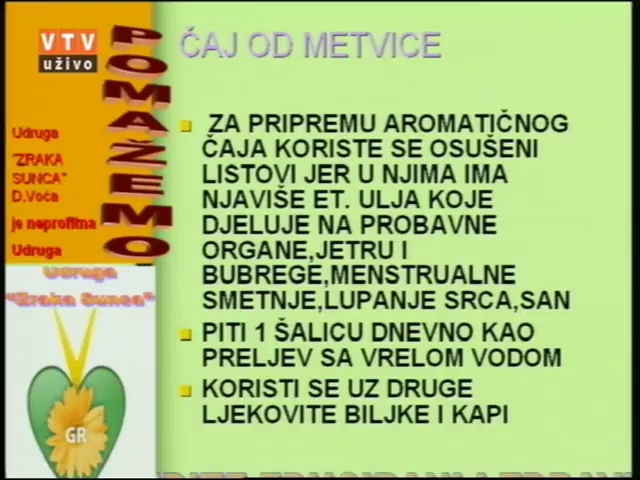 VTV
uživo
POMAŽEMO
Udruga
"ZRAKA
SUNCA"
D.Voća
je neprofitna
Udruga
Udruga
"Zraka Sunca"
GR
ČAJ OD METVICE
ZA PRIPREMU AROMATIČNOG
ČAJA KORISTE SE OSUŠENI
LISTOVI JER U NJIMA IMA
NJAVIŠE ET. ULJA KOJE
DJELUJE NA PROBAVNE
ORGANE,JETRU I
BUBREGE,MENSTRUALNE
SMETNJE,LUPANJE SRCA,SAN
PITI 1 ŠALICU DNEVNO KAO
PRELJEV SA VRELOM VODOM
KORISTI SE UZ DRUGE
LJEKOVITE BILJKE I KAPI